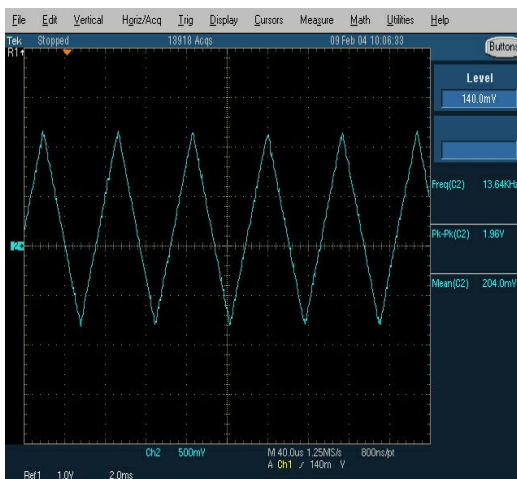 File Edit Vertical Horiz/Acq Trig Display Cursors Measure Math Utilities Help
Tek Stopped 13918 Acqs 09 Feb 04 10:06:33
Buttons
R1
Level
140.0mV
Freq(C2) 13.64KHz
Pk-Pk(C2) 1.96V
Mean(C2) 204.0mV
Ch2 500mV M 40.0us 1.25MS/s 800ns/pt
A Ch1 / 140m V
Ref1 1.0V 2.0ms